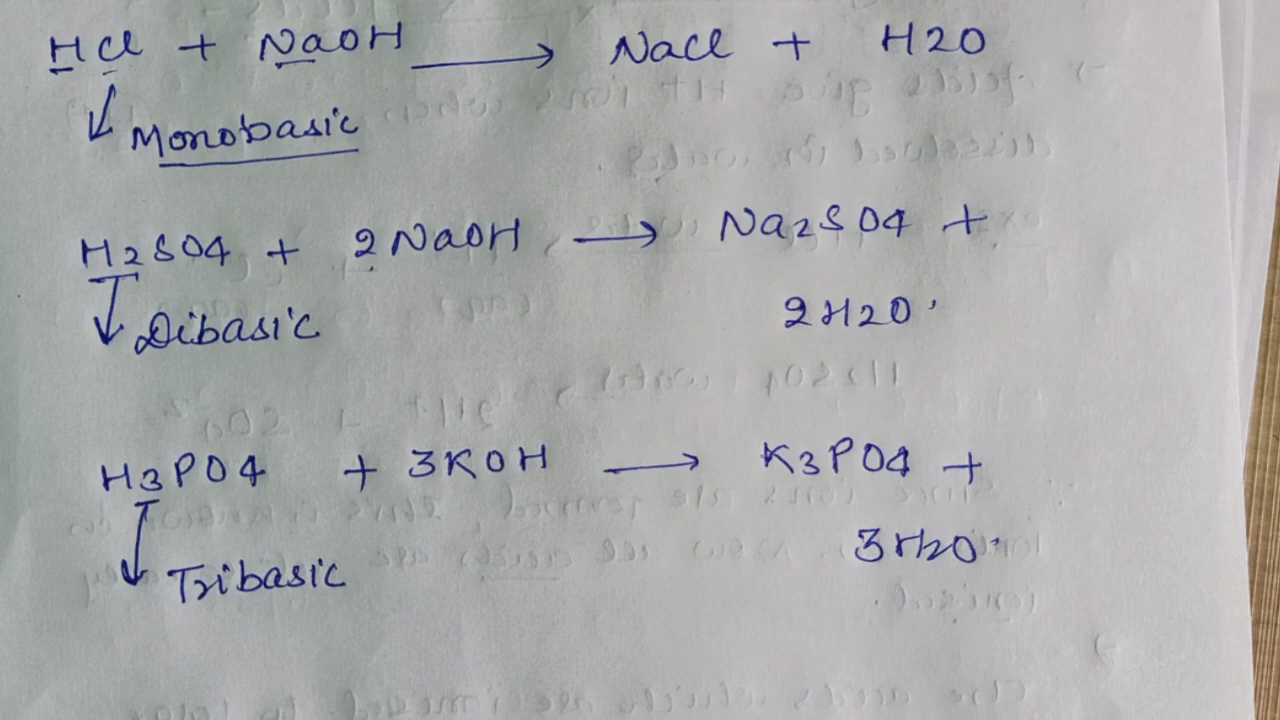 HCl + NaOH ⟶ NaCl + H2O
↓ Monobasic
H2SO4 + 2NaOH ⟶ Na2SO4 +
2H2O.
↓ Dibasic
H3PO4 + 3KOH ⟶ K3PO4 +
3H2O.
↓ Tribasic